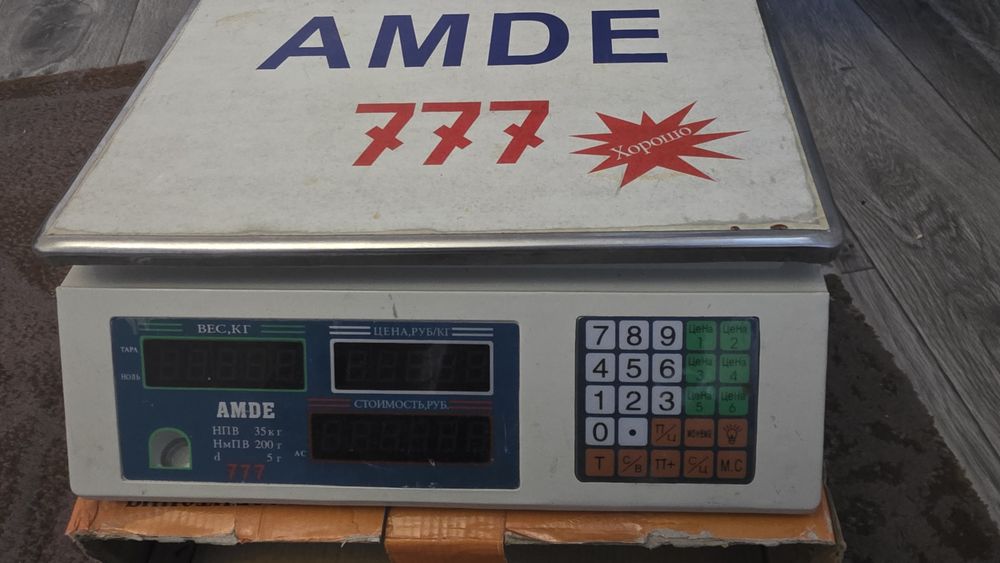 AMDE
777
Хорошо
ВЕС,КГ
ЦЕНА,РУБ/КГ
ТАРА
НОЛЬ
СТОИМОСТЬ,РУБ.
AMDE
НПВ 35кг
НмПВ 200 г
d 5 г
777
АС
7 8 9 ЦеНа 1 ЦеНа 2
4 5 6 ЦеНа 3 ЦеНа 4
1 2 3 ЦеНа 5 ЦеНа 6
0 . П/Ц
Т С/В П+ С/Ц М.С